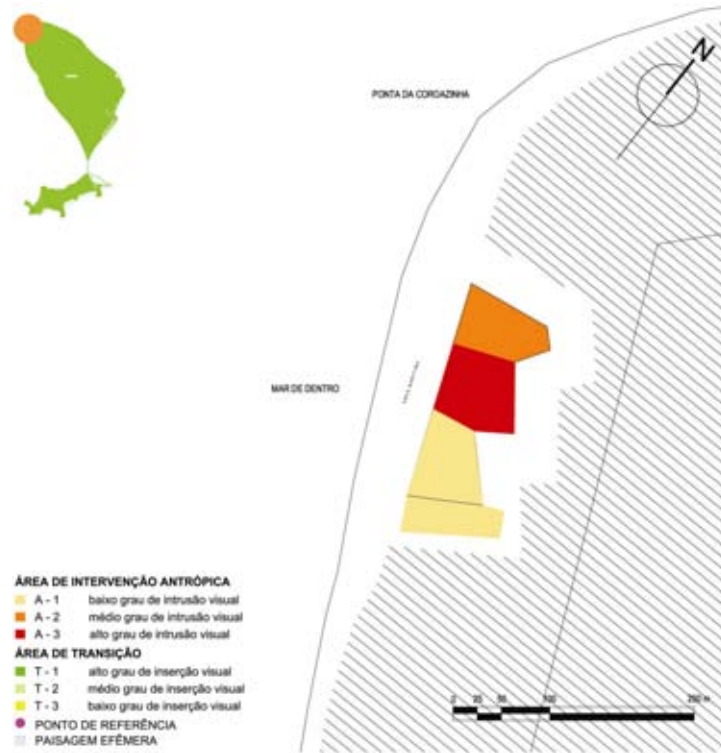 N
PONTA DA COROAZINHA
MAR DE DENTRO
ÁREA DE INTERVENÇÃO ANTRÓPICA
A - 1 baixo grau de intrusão visual
A - 2 médio grau de intrusão visual
A - 3 alto grau de intrusão visual
ÁREA DE TRANSIÇÃO
T - 1 alto grau de inserção visual
T - 2 médio grau de inserção visual
T - 3 baixo grau de inserção visual
PONTO DE REFERÊNCIA
PAISAGEM EFÊMERA
0 25 50 100 250 m